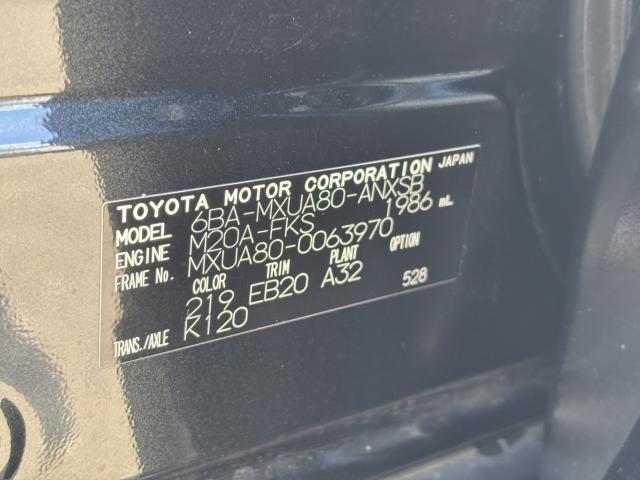 TOYOTA MOTOR CORPORATION JAPAN
MODEL 6BA-MXUA80-ANXSB
ENGINE M20A-FKS 1986 mL
FRAME NO. MXUA80-0063970
COLOR TRIM PLANT OPTION
219 EB20 A32 528
TRANS./AXLE K120